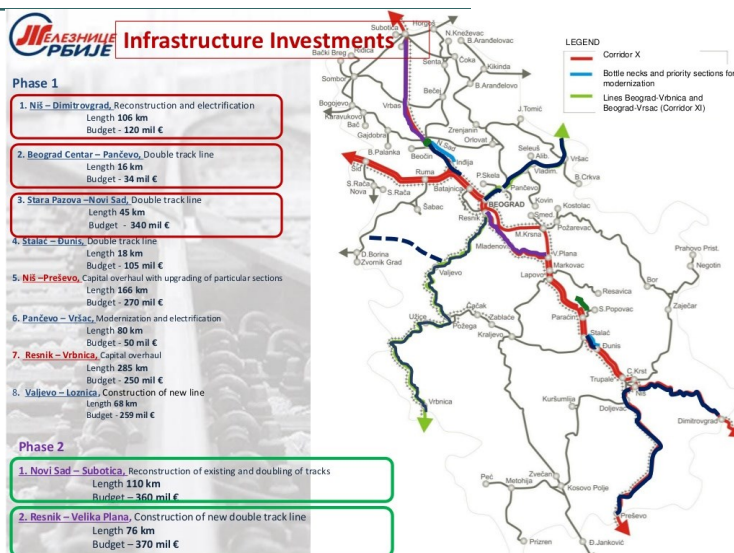 ЖЕЛЕЗНИЦЕ
СРБИЈЕ
Infrastructure Investments
Phase 1
1. Niš – Dimitrovgrad, Reconstruction and electrification
Length 106 km
Budget - 120 mil €
2. Beograd Centar – Pančevo, Double track line
Length 16 km
Budget - 34 mil €
3. Stara Pazova –Novi Sad, Double track line
Length 45 km
Budget - 340 mil €
4. Stalać – Đunis, Double track line
Length 18 km
Budget - 105 mil €
5. Niš –Preševo, Capital overhaul with upgrading of particular sections
Length 166 km
Budget - 270 mil €
6. Pančevo – Vršac, Modernization and electrification
Length 80 km
Budget - 50 mil €
7. Resnik – Vrbnica, Capital overhaul
Length 285 km
Budget - 250 mil €
8. Valjevo – Loznica, Construction of new line
Length 68 km
Budget -259 mil €
Phase 2
1. Novi Sad – Subotica, Reconstruction of existing and doubling of tracks
Length 110 km
Budget – 360 mil €
2. Resnik – Velika Plana, Construction of new double track line
Length 76 km
Budget – 370 mil €
LEGEND
Corridor X
Bottle necks and priority sections for
modernization
Lines Beograd-Vrbnica and
Beograd-Vrsac (Corridor XI)
Subotica
Horgoš
Bački Breg
Ridica
N.Kneževac
B.Aranđelovac
Senta
Čoka
Kikinda
Sombor
B.Arandelovo
Bečej
Bogojevo
Vrbas
Karavukovo
Bač
J.Tomić
Gajdobra
Zrenjanin
Orlovat
B.Palanka
N.Sad
Beočin
Inđija
Seleuš
Alib.
Vladim.
Vršac
Šid
Ruma
P.Skela
B.Crkva
S.Rača
Nova
S.Rača
Batajnica
Pančevo
BEOGRAD
Kovin
Kostolac
Šabac
Resnik
Smed.
Požarevac
M.Krsna
Mladenovac
V.Plana
D.Borina
Zvornik Grad
Markovac
Prahovo Prist.
Negotin
Valjevo
Lapovo
Bor
Resavica
Čačak
S.Popovac
Zaječar
Užice
Požega
Zablaće
Paraćin
Kraljevo
Stalać
Đunis
Trupale
C.Krst
Niš
Vrbnica
Kuršumlija
Doljevac
Dimitrovgrad
Peć
Metohija
Zvečan
Kosovo Polje
Preševo
Prizren
Đ.Janković